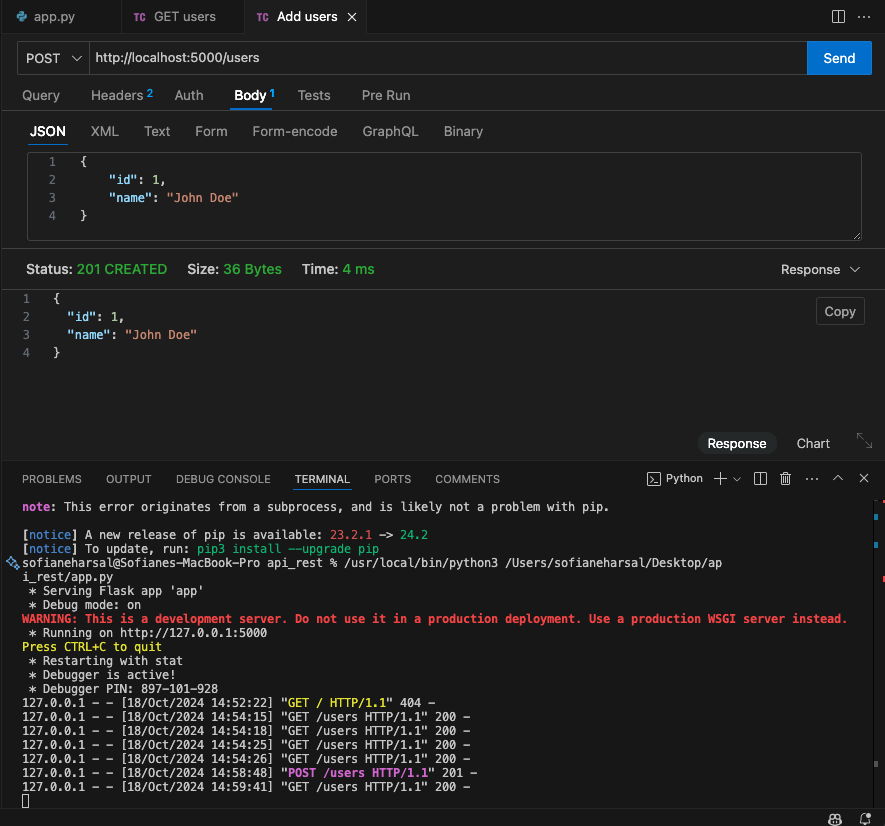 app.py TC GET users TC Add users
POST http://localhost:5000/users Send
Query Headers 2 Auth Body 1 Tests Pre Run
JSON XML Text Form Form-encode GraphQL Binary
1 {
2 "id": 1,
3 "name": "John Doe"
4 }
Status: 201 CREATED Size: 36 Bytes Time: 4 ms Response
1 {
2 "id": 1,
3 "name": "John Doe"
4 }
Copy
Response Chart
PROBLEMS OUTPUT DEBUG CONSOLE TERMINAL PORTS COMMENTS Python
note: This error originates from a subprocess, and is likely not a problem with pip.
[notice] A new release of pip is available: 23.2.1 -> 24.2
[notice] To update, run: pip3 install --upgrade pip
sofianeharsal@Sofianes-MacBook-Pro api_rest % /usr/local/bin/python3 /Users/sofianeharsal/Desktop/ap
i_rest/app.py
* Serving Flask app 'app'
* Debug mode: on
WARNING: This is a development server. Do not use it in a production deployment. Use a production WSGI server instead.
* Running on http://127.0.0.1:5000
Press CTRL+C to quit
* Restarting with stat
* Debugger is active!
* Debugger PIN: 897-101-928
127.0.0.1 - - [18/Oct/2024 14:52:22] "GET / HTTP/1.1" 404 -
127.0.0.1 - - [18/Oct/2024 14:54:15] "GET /users HTTP/1.1" 200 -
127.0.0.1 - - [18/Oct/2024 14:54:18] "GET /users HTTP/1.1" 200 -
127.0.0.1 - - [18/Oct/2024 14:54:25] "GET /users HTTP/1.1" 200 -
127.0.0.1 - - [18/Oct/2024 14:54:26] "GET /users HTTP/1.1" 200 -
127.0.0.1 - - [18/Oct/2024 14:58:48] "POST /users HTTP/1.1" 201 -
127.0.0.1 - - [18/Oct/2024 14:59:41] "GET /users HTTP/1.1" 200 -